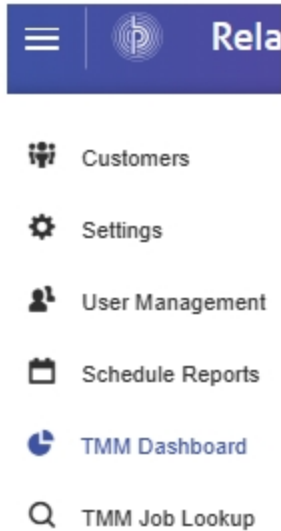 Rela
Customers
Settings
User Management
Schedule Reports
TMM Dashboard
TMM Job Lookup